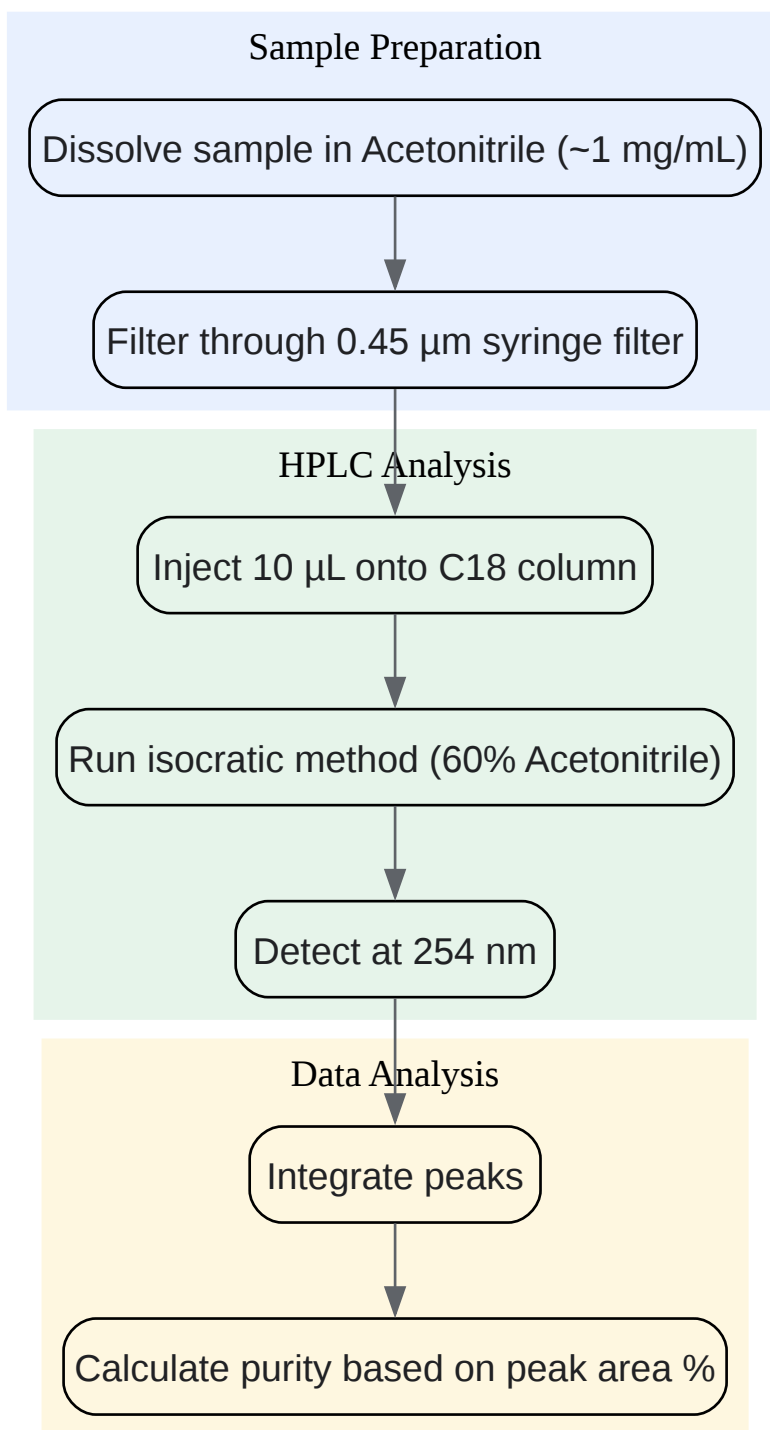 Sample Preparation
Dissolve sample in Acetonitrile (~1 mg/mL)
Filter through 0.45 µm syringe filter
HPLC Analysis
Inject 10 µL onto C18 column
Run isocratic method (60% Acetonitrile)
Detect at 254 nm
Data Analysis
Integrate peaks
Calculate purity based on peak area %